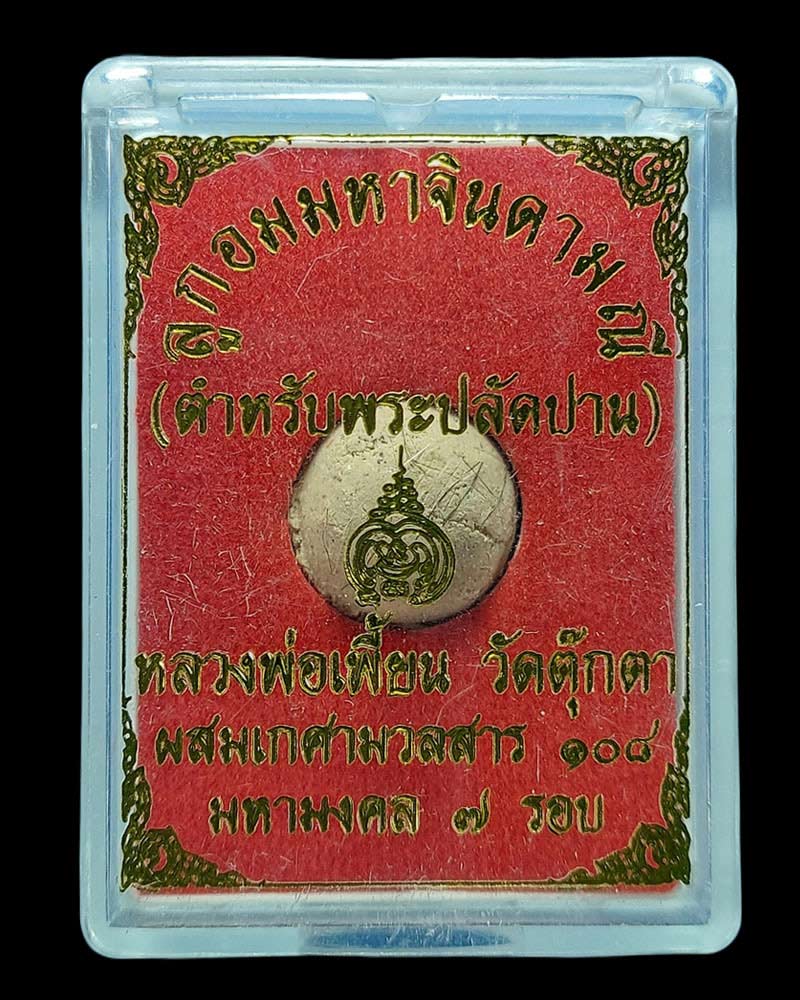 ลูกอมมหาจินดามณี
(ตำหรับพระปลัดปาน)
หลวงพ่อเพี้ยน วัดตุ๊กตา
ผสมเกศามวลสาร ๑๐๘
มหามงคล ๗ รอบ